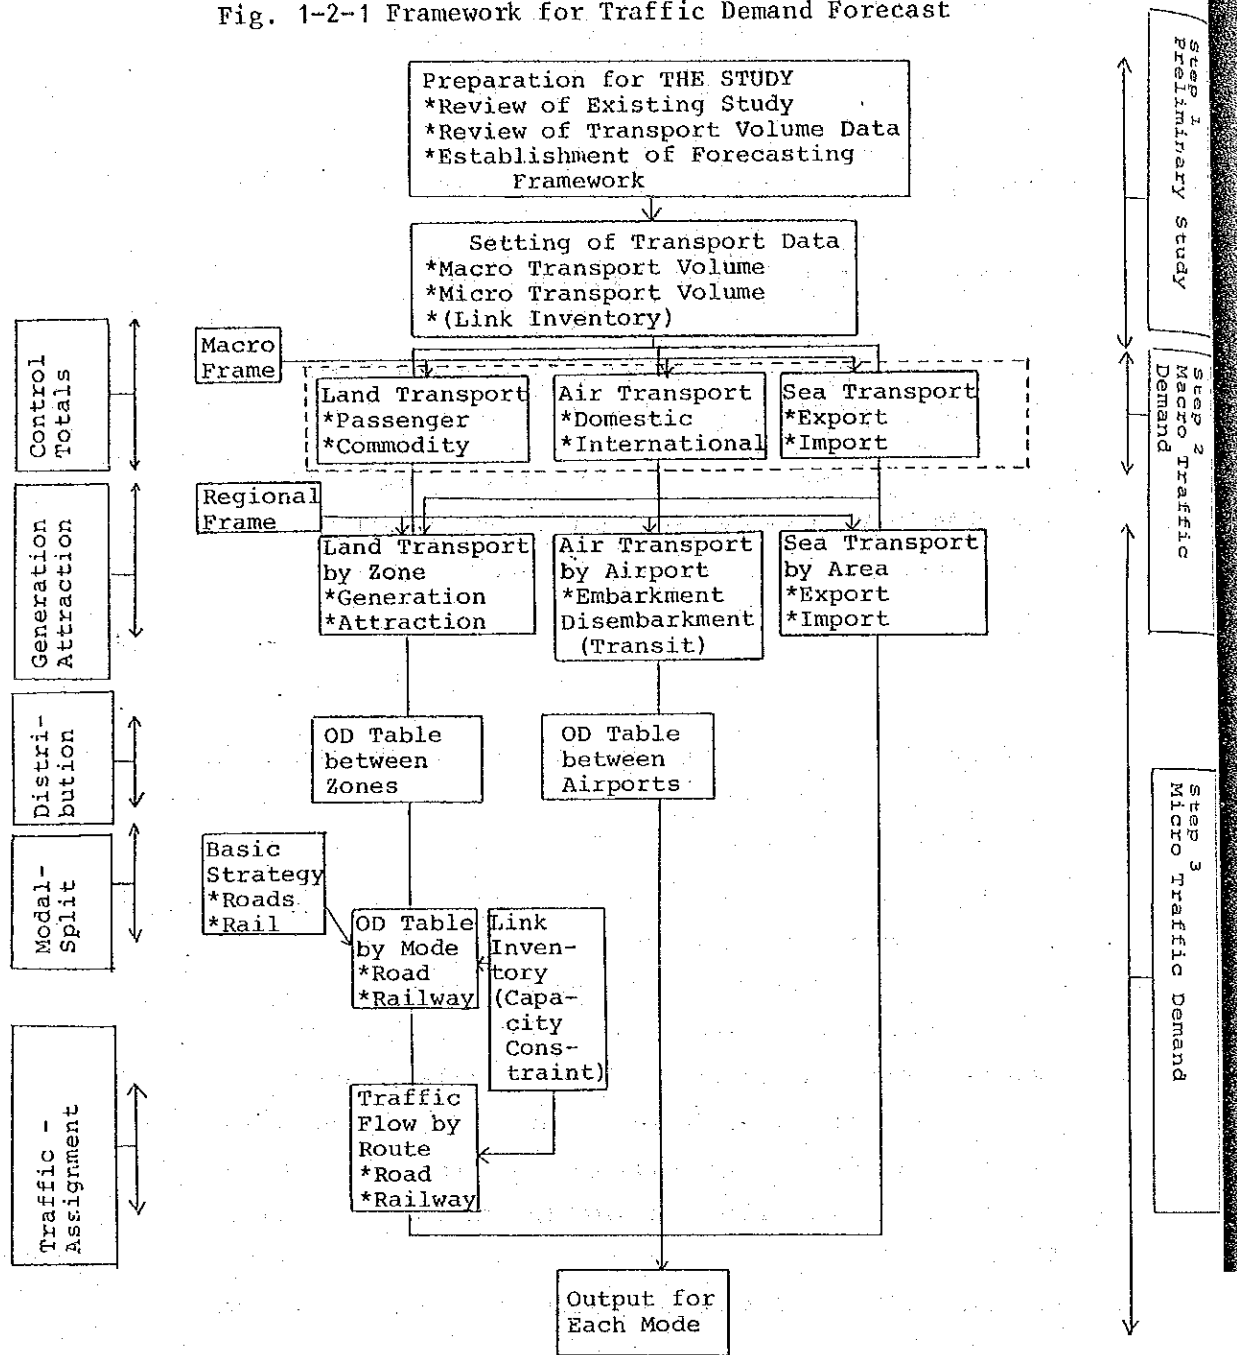 Fig. 1-2-1 Framework for Traffic Demand Forecast
Preparation for THE STUDY
*Review of Existing Study
*Review of Transport Volume Data
*Establishment of Forecasting
Framework
Setting of Transport Data
*Macro Transport Volume
*Micro Transport Volume
*(Link Inventory)
Step 1
Preliminary Study
Control
Totals
Macro
Frame
Land Transport
*Passenger
*Commodity
Air Transport
*Domestic
*International
Sea Transport
*Export
*Import
Step 2
Macro Traffic
Demand
Generation
Attraction
Regional
Frame
Land Transport
by Zone
*Generation
*Attraction
Air Transport
by Airport
*Embarkment
Disembarkment
(Transit)
Sea Transport
by Area
*Export
*Import
Distri-
bution
OD Table
between
Zones
OD Table
between
Airports
Step 3
Micro Traffic Demand
Modal-
Split
Basic
Strategy
*Roads
*Rail
OD Table
by Mode
*Road
*Railway
Link
Inven-
tory
(Capa-
city
Cons-
traint)
Traffic -
Assignment
Traffic
Flow by
Route
*Road
*Railway
Output for
Each Mode